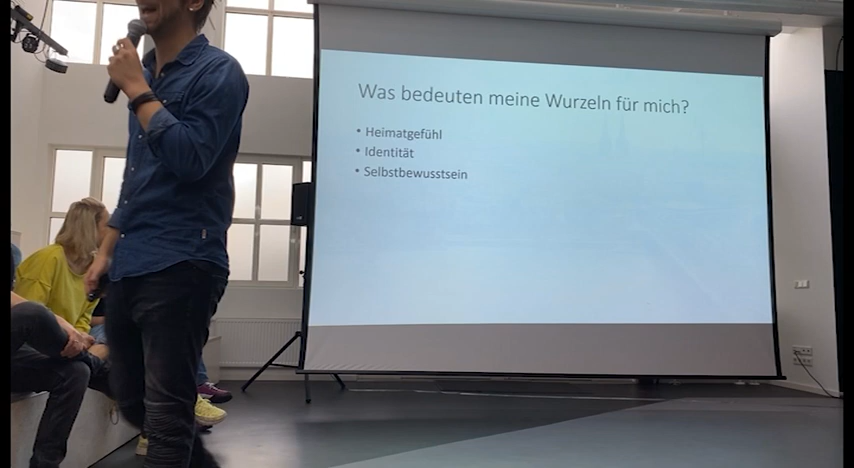 Was bedeuten meine Wurzeln für mich?
• Heimatgefühl
• Identität
• Selbstbewusstsein